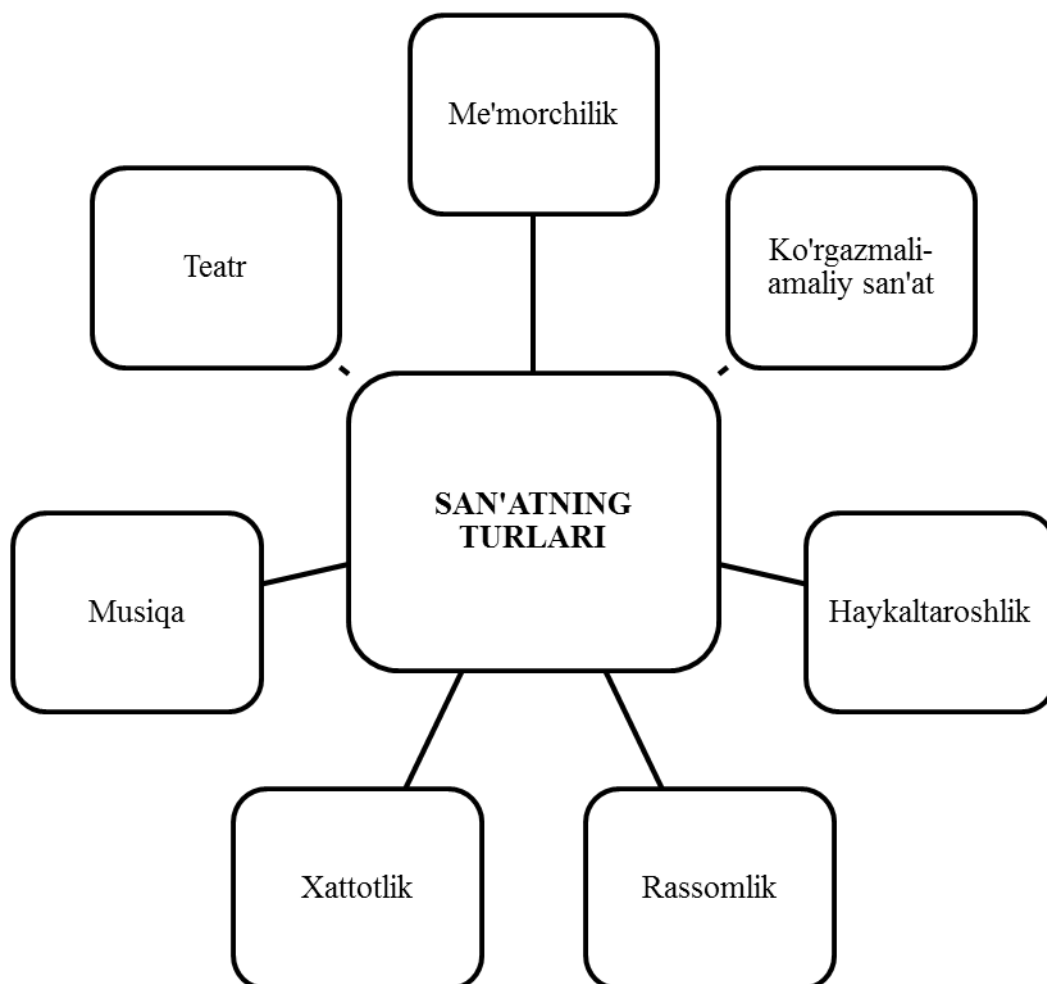 Me'morchilik
Teatr
Ko'rgazmali-
amaliy san'at
SAN'ATNING
TURLARI
Musiqa
Haykaltaroshlik
Xattotlik
Rassomlik